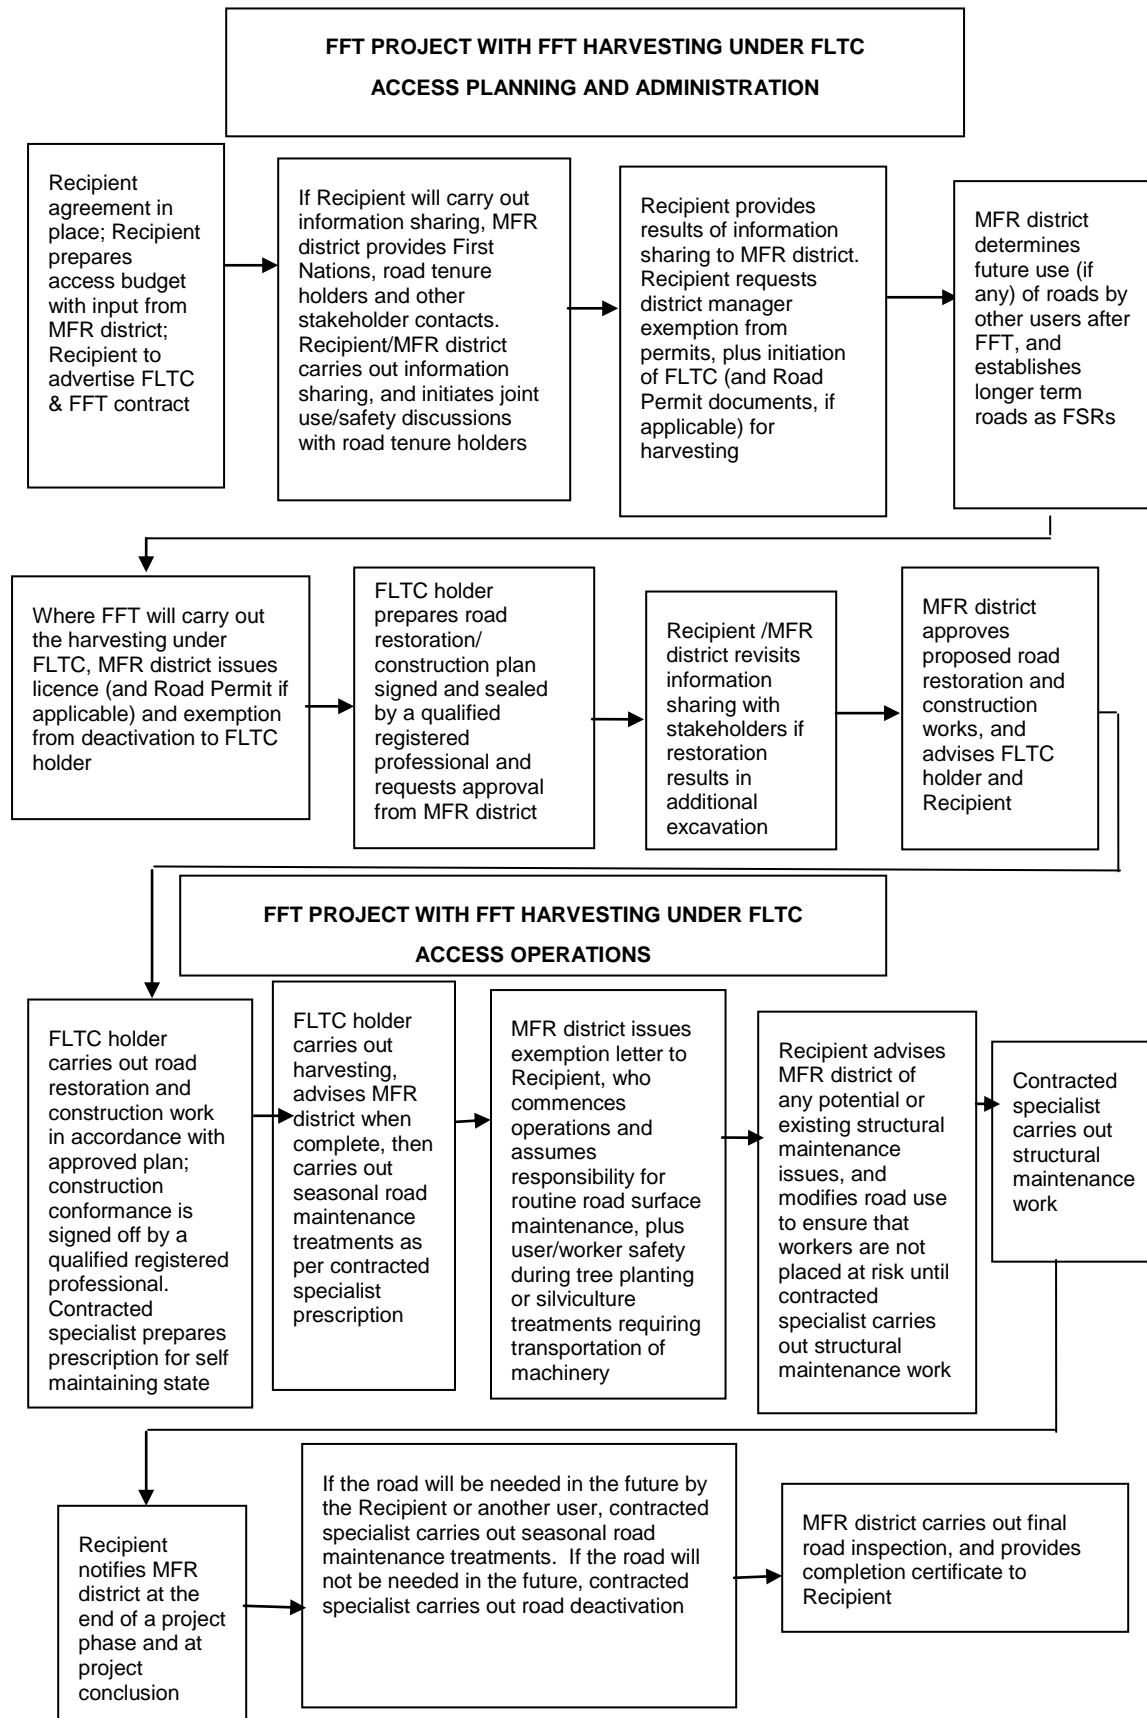 FFT PROJECT WITH FFT HARVESTING UNDER FLTC
ACCESS PLANNING AND ADMINISTRATION
Recipient
agreement in
place; Recipient
prepares
access budget
with input from
MFR district;
Recipient to
advertise FLTC
& FFT contract
If Recipient will carry out
information sharing, MFR
district provides First
Nations, road tenure
holders and other
stakeholder contacts.
Recipient/MFR district
carries out information
sharing, and initiates joint
use/safety discussions
with road tenure holders
Recipient provides
results of information
sharing to MFR district.
Recipient requests
district manager
exemption from
permits, plus initiation
of FLTC (and Road
Permit documents, if
applicable) for
harvesting
MFR district
determines
future use (if
any) of roads by
other users after
FFT, and
establishes
longer term
roads as FSRs
Where FFT will carry out
the harvesting under
FLTC, MFR district issues
licence (and Road Permit if
applicable) and exemption
from deactivation to FLTC
holder
FLTC holder
prepares road
restoration/
construction plan
signed and sealed
by a qualified
registered
professional and
requests approval
from MFR district
Recipient /MFR
district revisits
information
sharing with
stakeholders if
restoration
results in
additional
excavation
MFR district
approves
proposed road
restoration and
construction
works, and
advises FLTC
holder and
Recipient
FFT PROJECT WITH FFT HARVESTING UNDER FLTC
ACCESS OPERATIONS
FLTC holder
carries out road
restoration and
construction work
in accordance with
approved plan;
construction
conformance is
signed off by a
qualified registered
professional.
Contracted
specialist prepares
prescription for self
maintaining state
FLTC holder
carries out
harvesting,
advises MFR
district when
complete, then
carries out
seasonal road
maintenance
treatments as
per contracted
specialist
prescription
MFR district issues
exemption letter to
Recipient, who
commences
operations and
assumes
responsibility for
routine road surface
maintenance, plus
user/worker safety
during tree planting
or silviculture
treatments requiring
transportation of
machinery
Recipient advises
MFR district of
any potential or
existing structural
maintenance
issues, and
modifies road use
to ensure that
workers are not
placed at risk until
contracted
specialist carries
out structural
maintenance work
Contracted
specialist
carries out
structural
maintenance
work
Recipient
notifies MFR
district at the
end of a project
phase and at
project
conclusion
If the road will be needed in the future by
the Recipient or another user, contracted
specialist carries out seasonal road
maintenance treatments.  If the road will
not be needed in the future, contracted
specialist carries out road deactivation
MFR district carries out final
road inspection, and provides
completion certificate to
Recipient